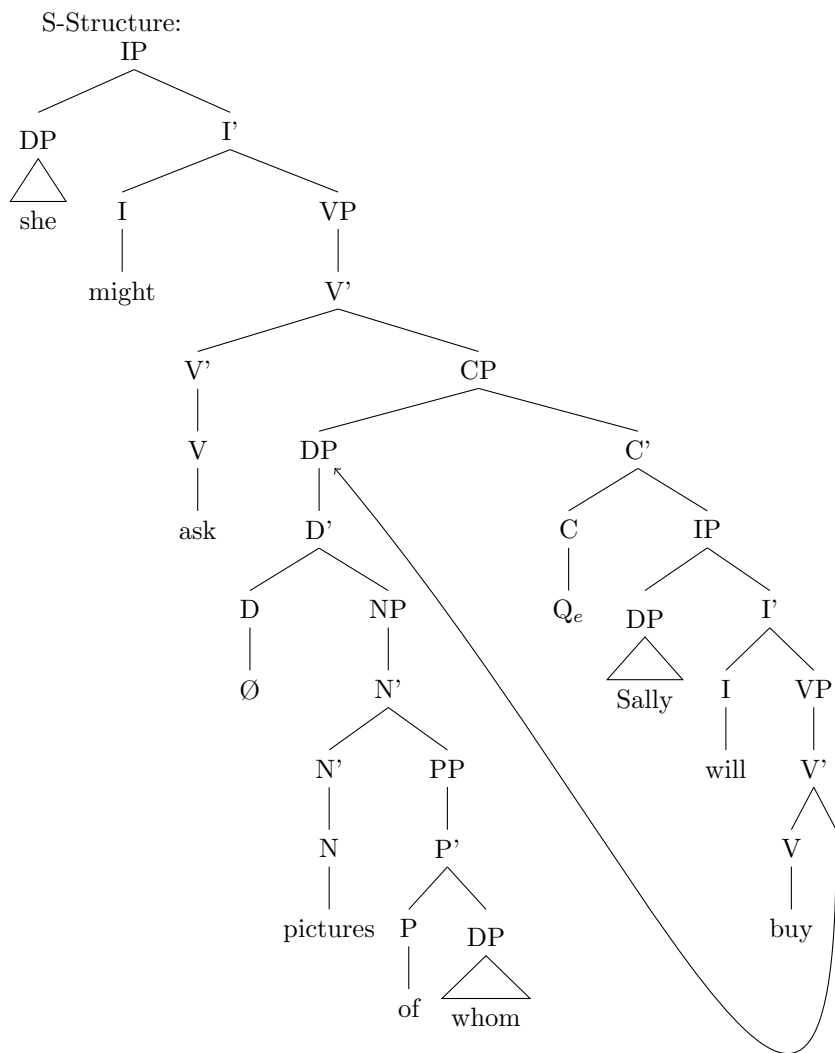 S-Structure:
IP
DP I'
she
I VP
might V'
V' CP
V DP C'
ask D' C IP
D NP Q_e DP I'
Ø N' Sally I VP
N' PP will V'
N P' V
pictures P DP buy
of whom